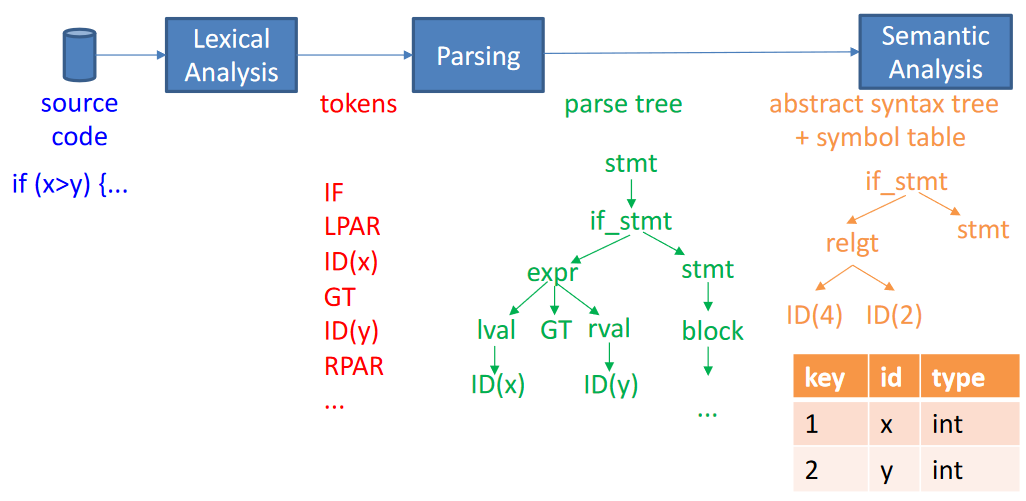 Lexical
Analysis
Parsing
Semantic
Analysis
source
code
tokens
parse tree
abstract syntax tree
+ symbol table
if (x>y) {...
IF
LPAR
ID(x)
GT
ID(y)
RPAR
...
stmt
if_stmt
expr stmt
lval GT rval block
ID(x) ID(y)
...
if_stmt
relgt stmt
ID(4) ID(2)
key id type
1 x int
2 y int